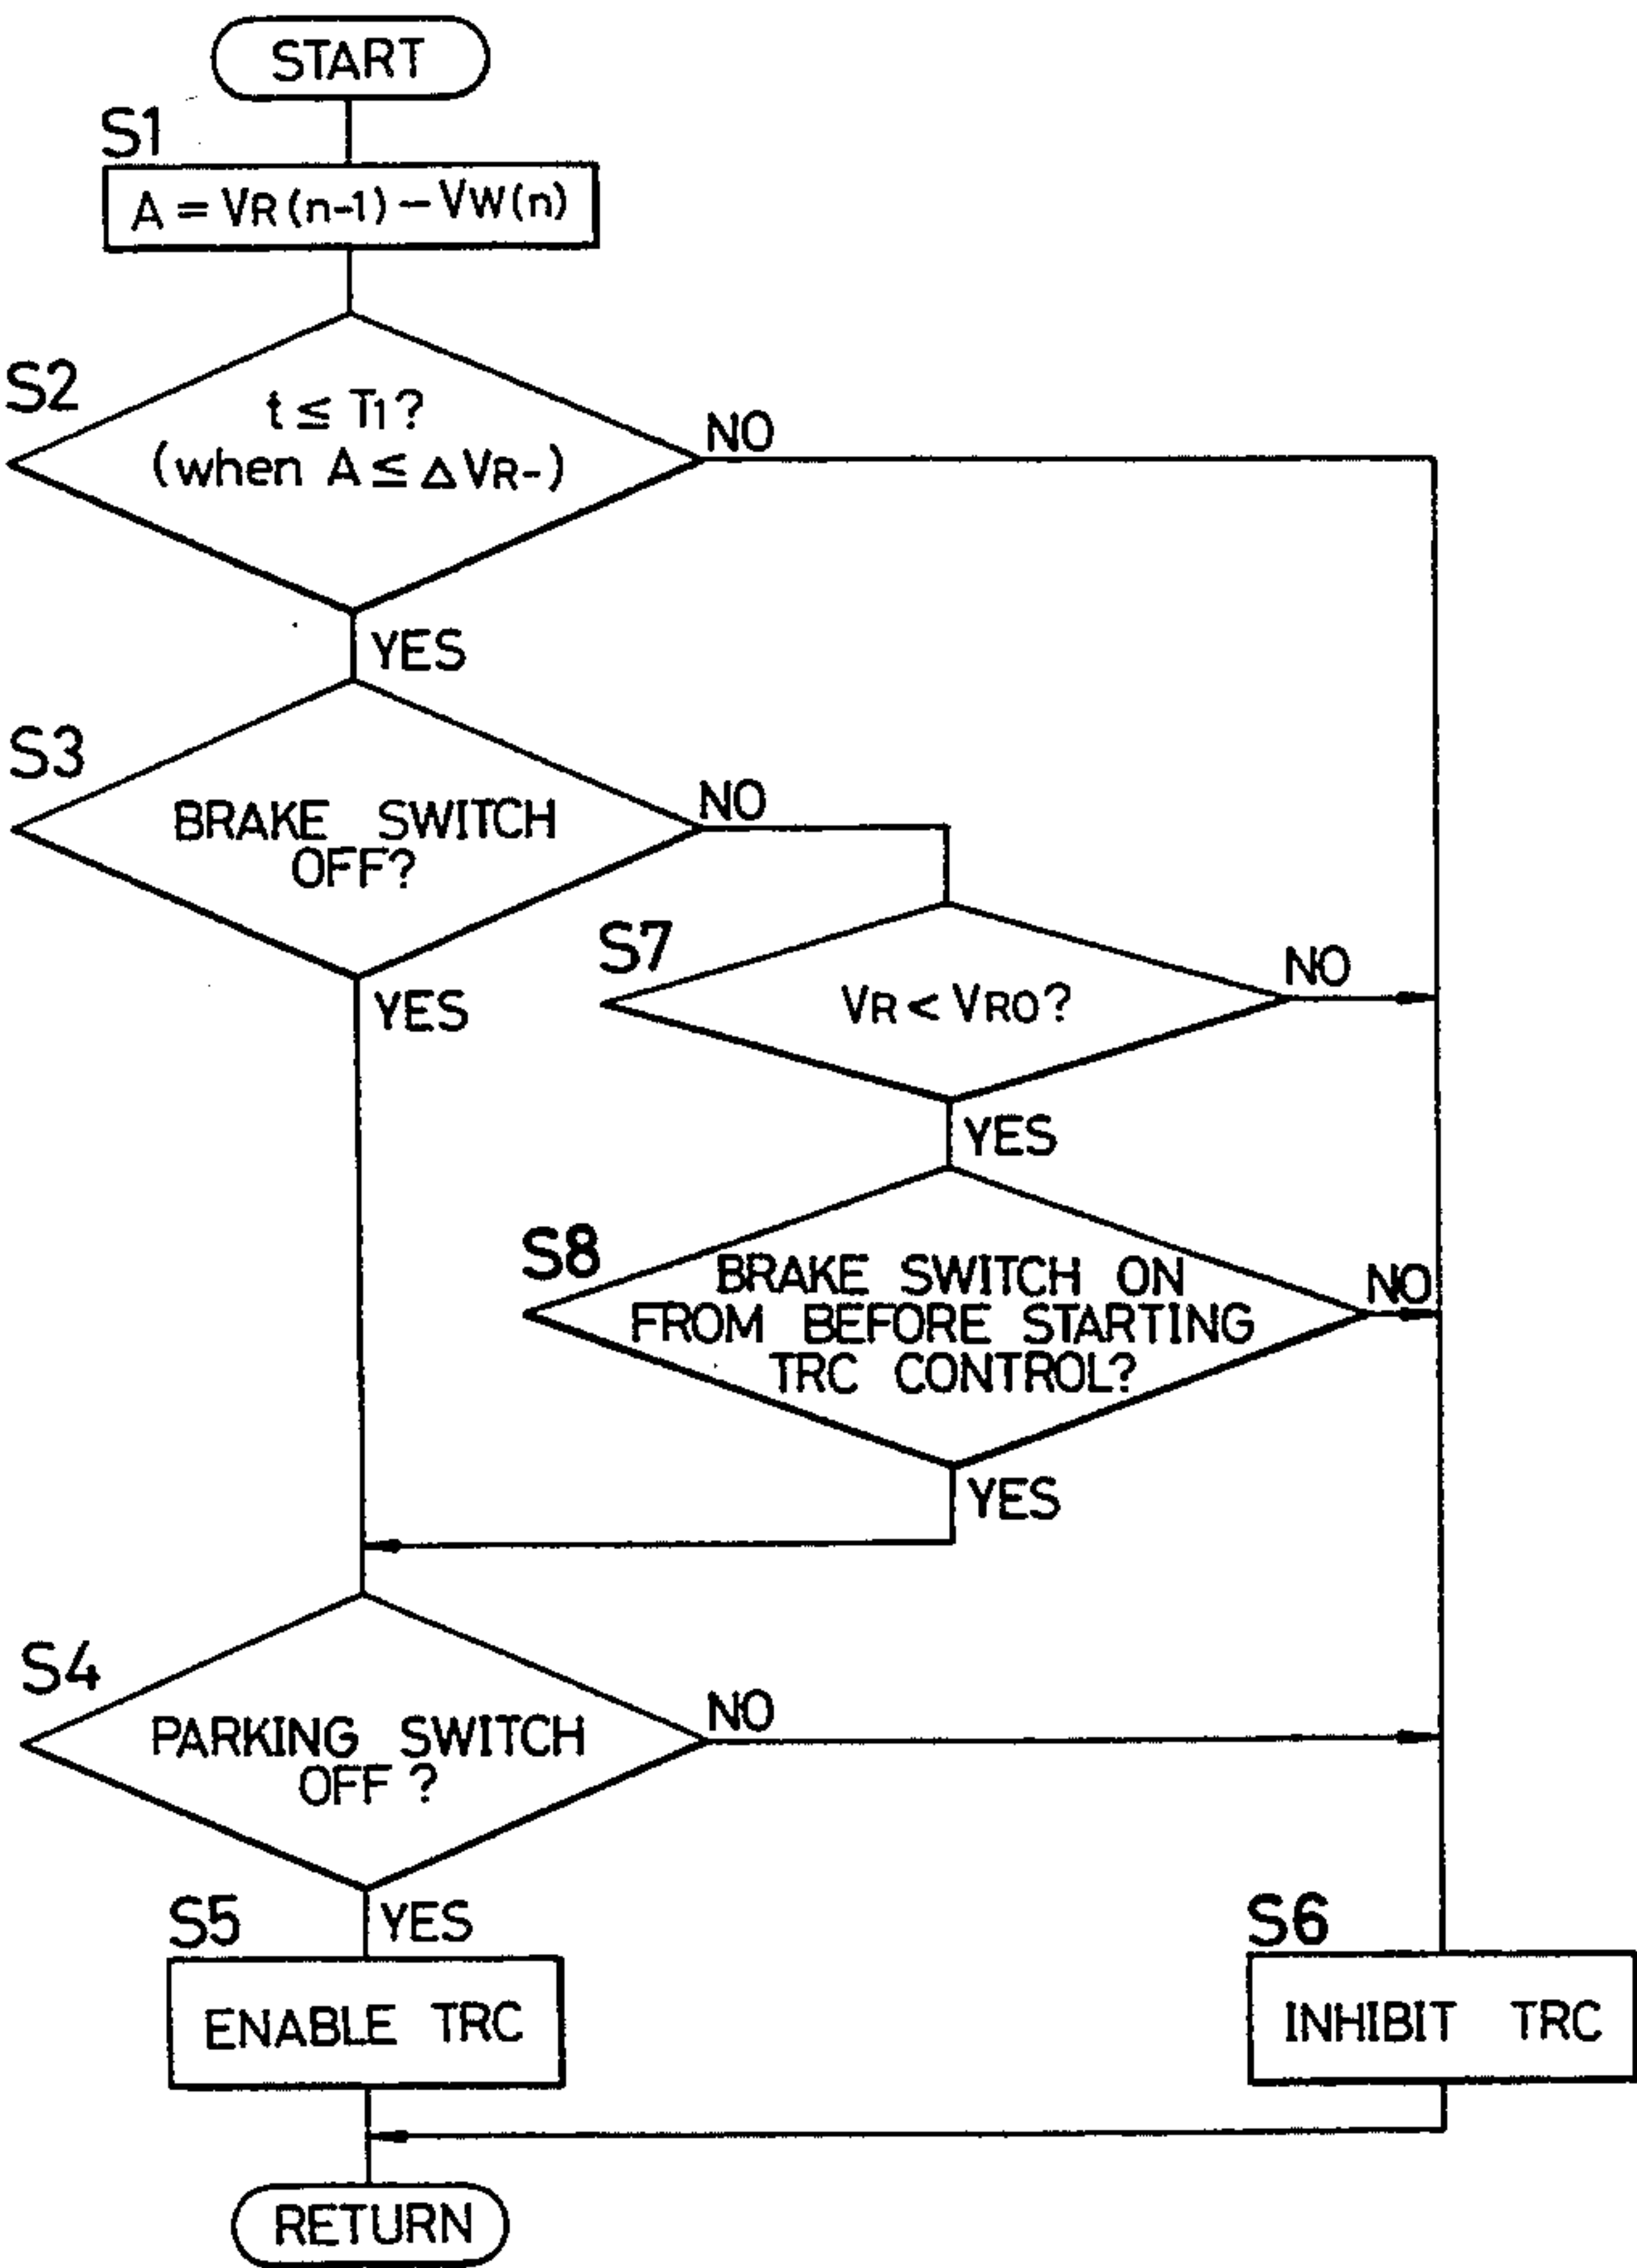 START
S1
A = VR(n-1) - VW(n)
S2
t ≤ T1?
(when A ≤ △VR-)
NO
YES
S3
BRAKE SWITCH
OFF?
NO
YES
S7
VR < VRO?
NO
YES
S8
BRAKE SWITCH ON
FROM BEFORE STARTING
TRC CONTROL?
NO
YES
S4
PARKING SWITCH
OFF ?
NO
YES
S5
ENABLE TRC
S6
INHIBIT TRC
RETURN